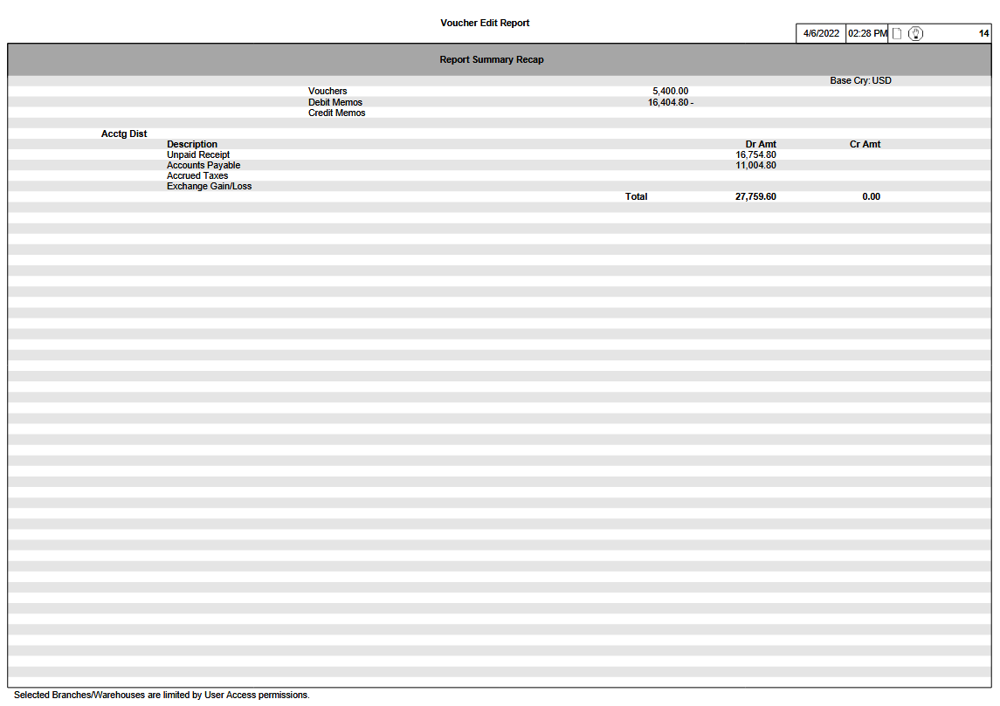 Voucher Edit Report
4/6/2022 02:28 PM 14
Report Summary Recap
Base Cry: USD
Vouchers 5,400.00
Debit Memos 16,404.80 -
Credit Memos
Acctg Dist
Description Dr Amt Cr Amt
Unpaid Receipt 16,754.80
Accounts Payable 11,004.80
Accrued Taxes
Exchange Gain/Loss
Total 27,759.60 0.00
Selected Branches/Warehouses are limited by User Access permissions.